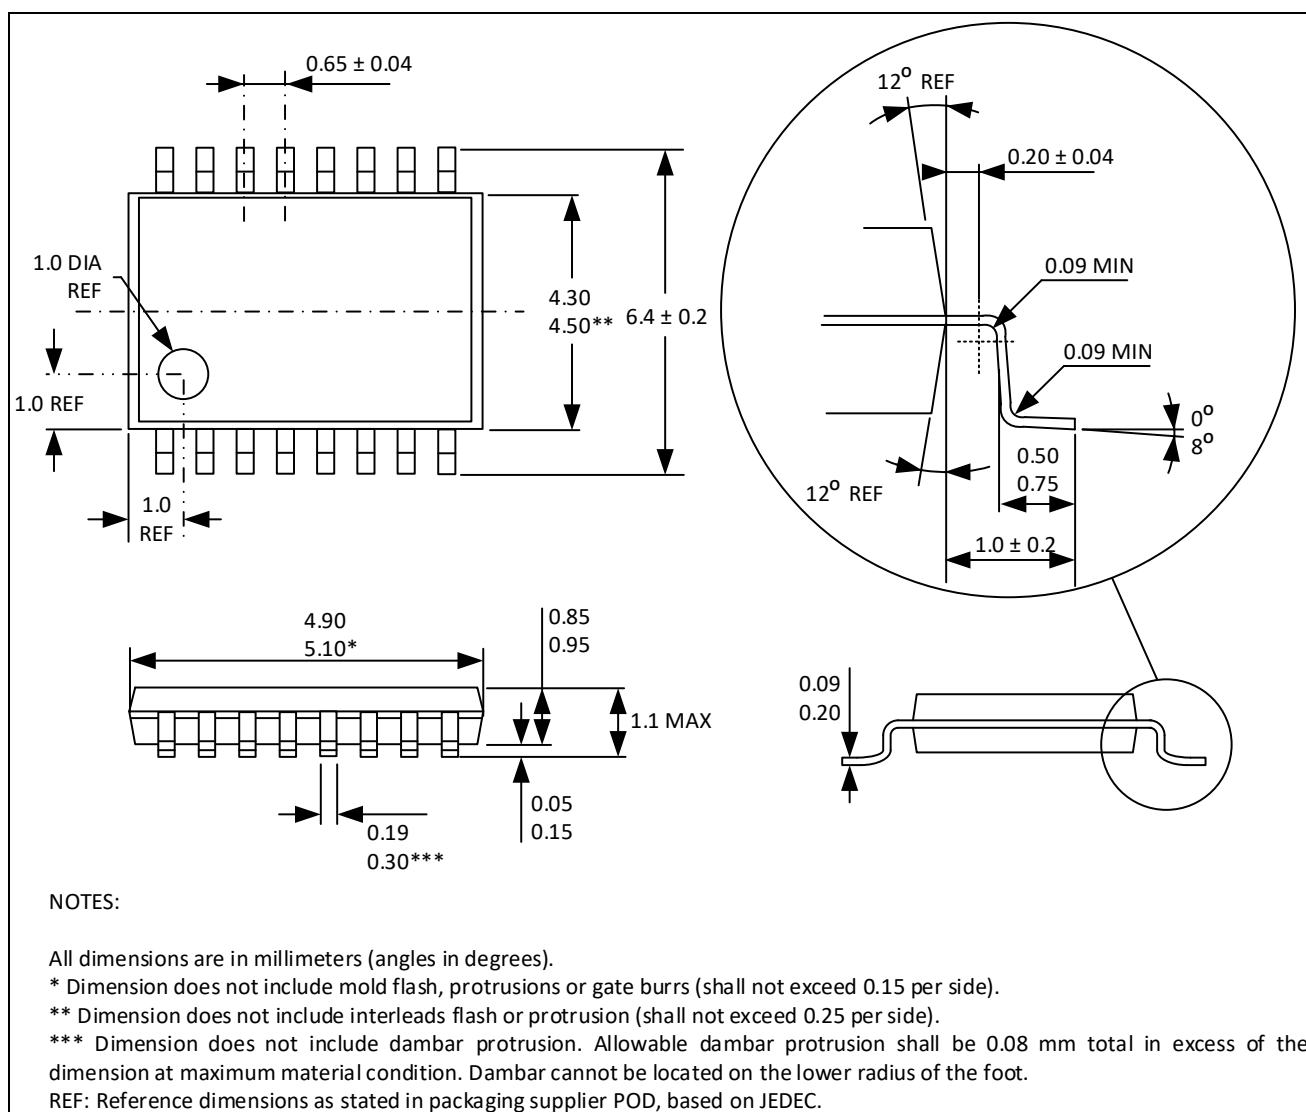 0.65 ± 0.04
1.0 DIA
REF
4.30
4.50**
6.4 ± 0.2
1.0 REF
1.0
REF
12° REF
0.20 ± 0.04
0.09 MIN
0.09 MIN
0°
8°
0.50
0.75
12° REF
1.0 ± 0.2
4.90
5.10*
0.85
0.95
1.1 MAX
0.05
0.15
0.19
0.30***
0.09
0.20
NOTES:
All dimensions are in millimeters (angles in degrees).
* Dimension does not include mold flash, protrusions or gate burrs (shall not exceed 0.15 per side).
** Dimension does not include interleads flash or protrusion (shall not exceed 0.25 per side).
*** Dimension does not include dambar protrusion. Allowable dambar protrusion shall be 0.08 mm total in excess of the
dimension at maximum material condition. Dambar cannot be located on the lower radius of the foot.
REF: Reference dimensions as stated in packaging supplier POD, based on JEDEC.